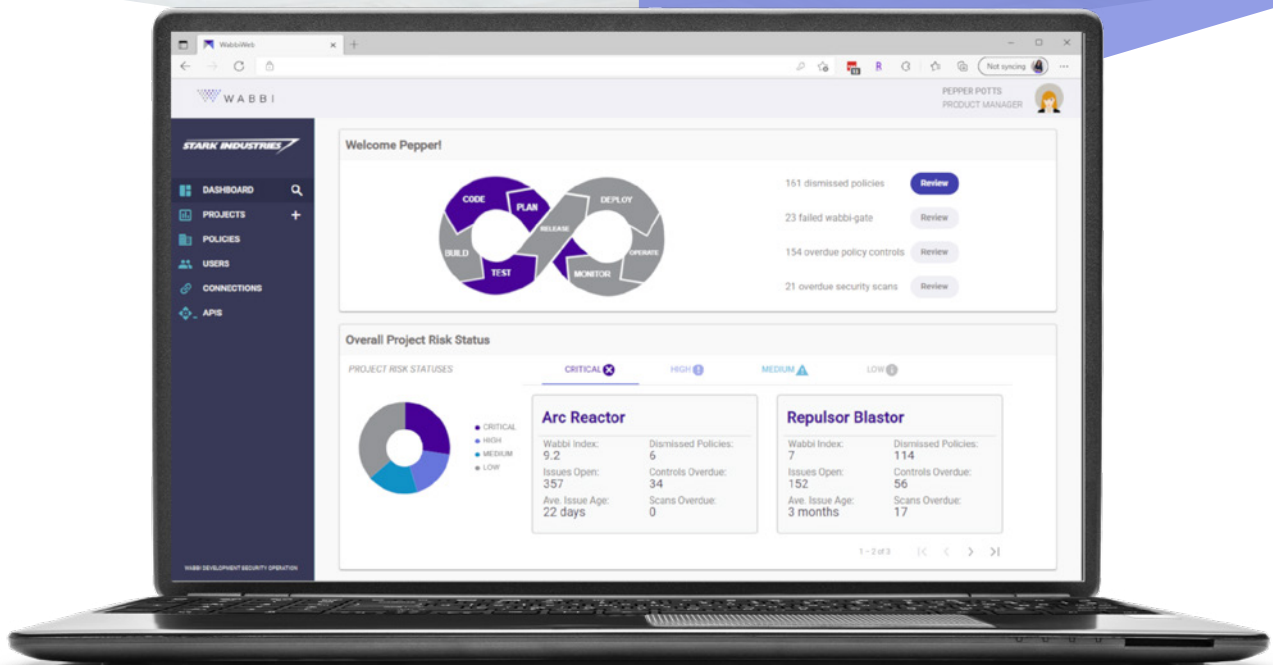 WabbiWeb
Not syncing
WABBI
PEPPER POTTS
PRODUCT MANAGER
STARK INDUSTRIES
DASHBOARD
PROJECTS
POLICIES
USERS
CONNECTIONS
APIS
WABBI DEVELOPMENT SECURITY OPERATION
Welcome Pepper!
CODE
PLAN
DEPLOY
RELEASE
BUILD
OPERATE
TEST
MONITOR
161 dismissed policies Review
23 failed wabbi-gate Review
154 overdue policy controls Review
21 overdue security scans Review
Overall Project Risk Status
PROJECT RISK STATUSES
CRITICAL HIGH MEDIUM LOW
CRITICAL
HIGH
MEDIUM
LOW
Arc Reactor
Wabbi Index: Dismissed Policies:
9.2 6
Issues Open: Controls Overdue:
357 34
Ave. Issue Age: Scans Overdue:
22 days 0
Repulsor Blastor
Wabbi Index: Dismissed Policies:
7 114
Issues Open: Controls Overdue:
152 56
Ave. Issue Age: Scans Overdue:
3 months 17
1 - 2 of 3